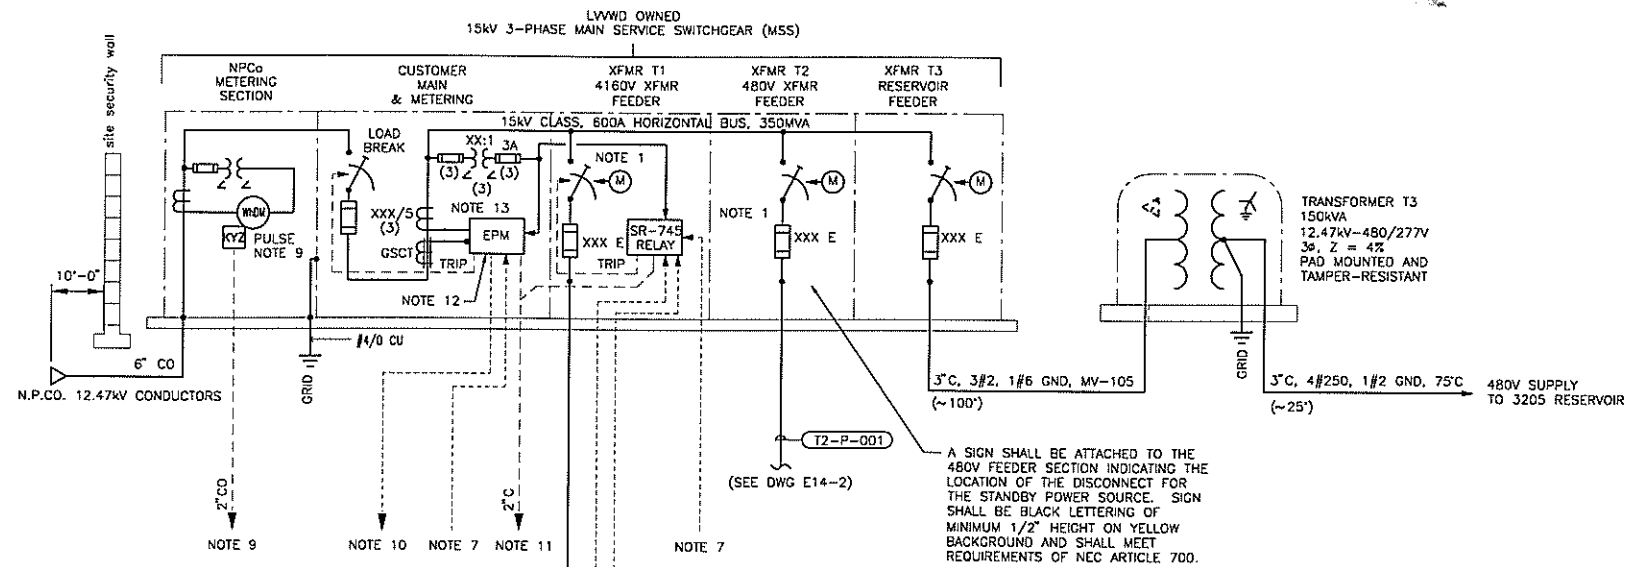 LVVWD OWNED
15kV 3-PHASE MAIN SERVICE SWITCHGEAR (MSS)
site security wall
NPCo
METERING
SECTION
CUSTOMER
MAIN
& METERING
XFMR T1
4160V XFMR
FEEDER
XFMR T2
480V XFMR
FEEDER
XFMR T3
RESERVOIR
FEEDER
15kV CLASS, 600A HORIZONTAL BUS, 350MVA
LOAD
BREAK
XX:1
3A
(3)
(3)
(3)
NOTE 1
M
M
M
WHDM
KYZ
PULSE
NOTE 9
XXX/5
(3)
NOTE 13
EPM
GSCT
TRIP
NOTE 12
XXX E
TRIP
SR-745
RELAY
NOTE 1
XXX E
XXX E
TRANSFORMER T3
150kVA
12.47kV-480/277V
3ø, Z = 4%
PAD MOUNTED AND
TAMPER-RESISTANT
10'-0"
6" CO
N.P.CO. 12.47kV CONDUCTORS
#4/0 CU
GRID
GRID
3"C, 3#2, 1#6 GND, MV-105
(~100')
3"C, 4#250, 1#2 GND, 75°C
(~25')
480V SUPPLY
TO 3205 RESERVOIR
T2-P-001
(SEE DWG E14-2)
A SIGN SHALL BE ATTACHED TO THE
480V FEEDER SECTION INDICATING THE
LOCATION OF THE DISCONNECT FOR
THE STANDBY POWER SOURCE. SIGN
SHALL BE BLACK LETTERING OF
MINIMUM 1/2" HEIGHT ON YELLOW
BACKGROUND AND SHALL MEET
REQUIREMENTS OF NEC ARTICLE 700.
2"CO
2"C
NOTE 9
NOTE 10
NOTE 7
NOTE 11
NOTE 7